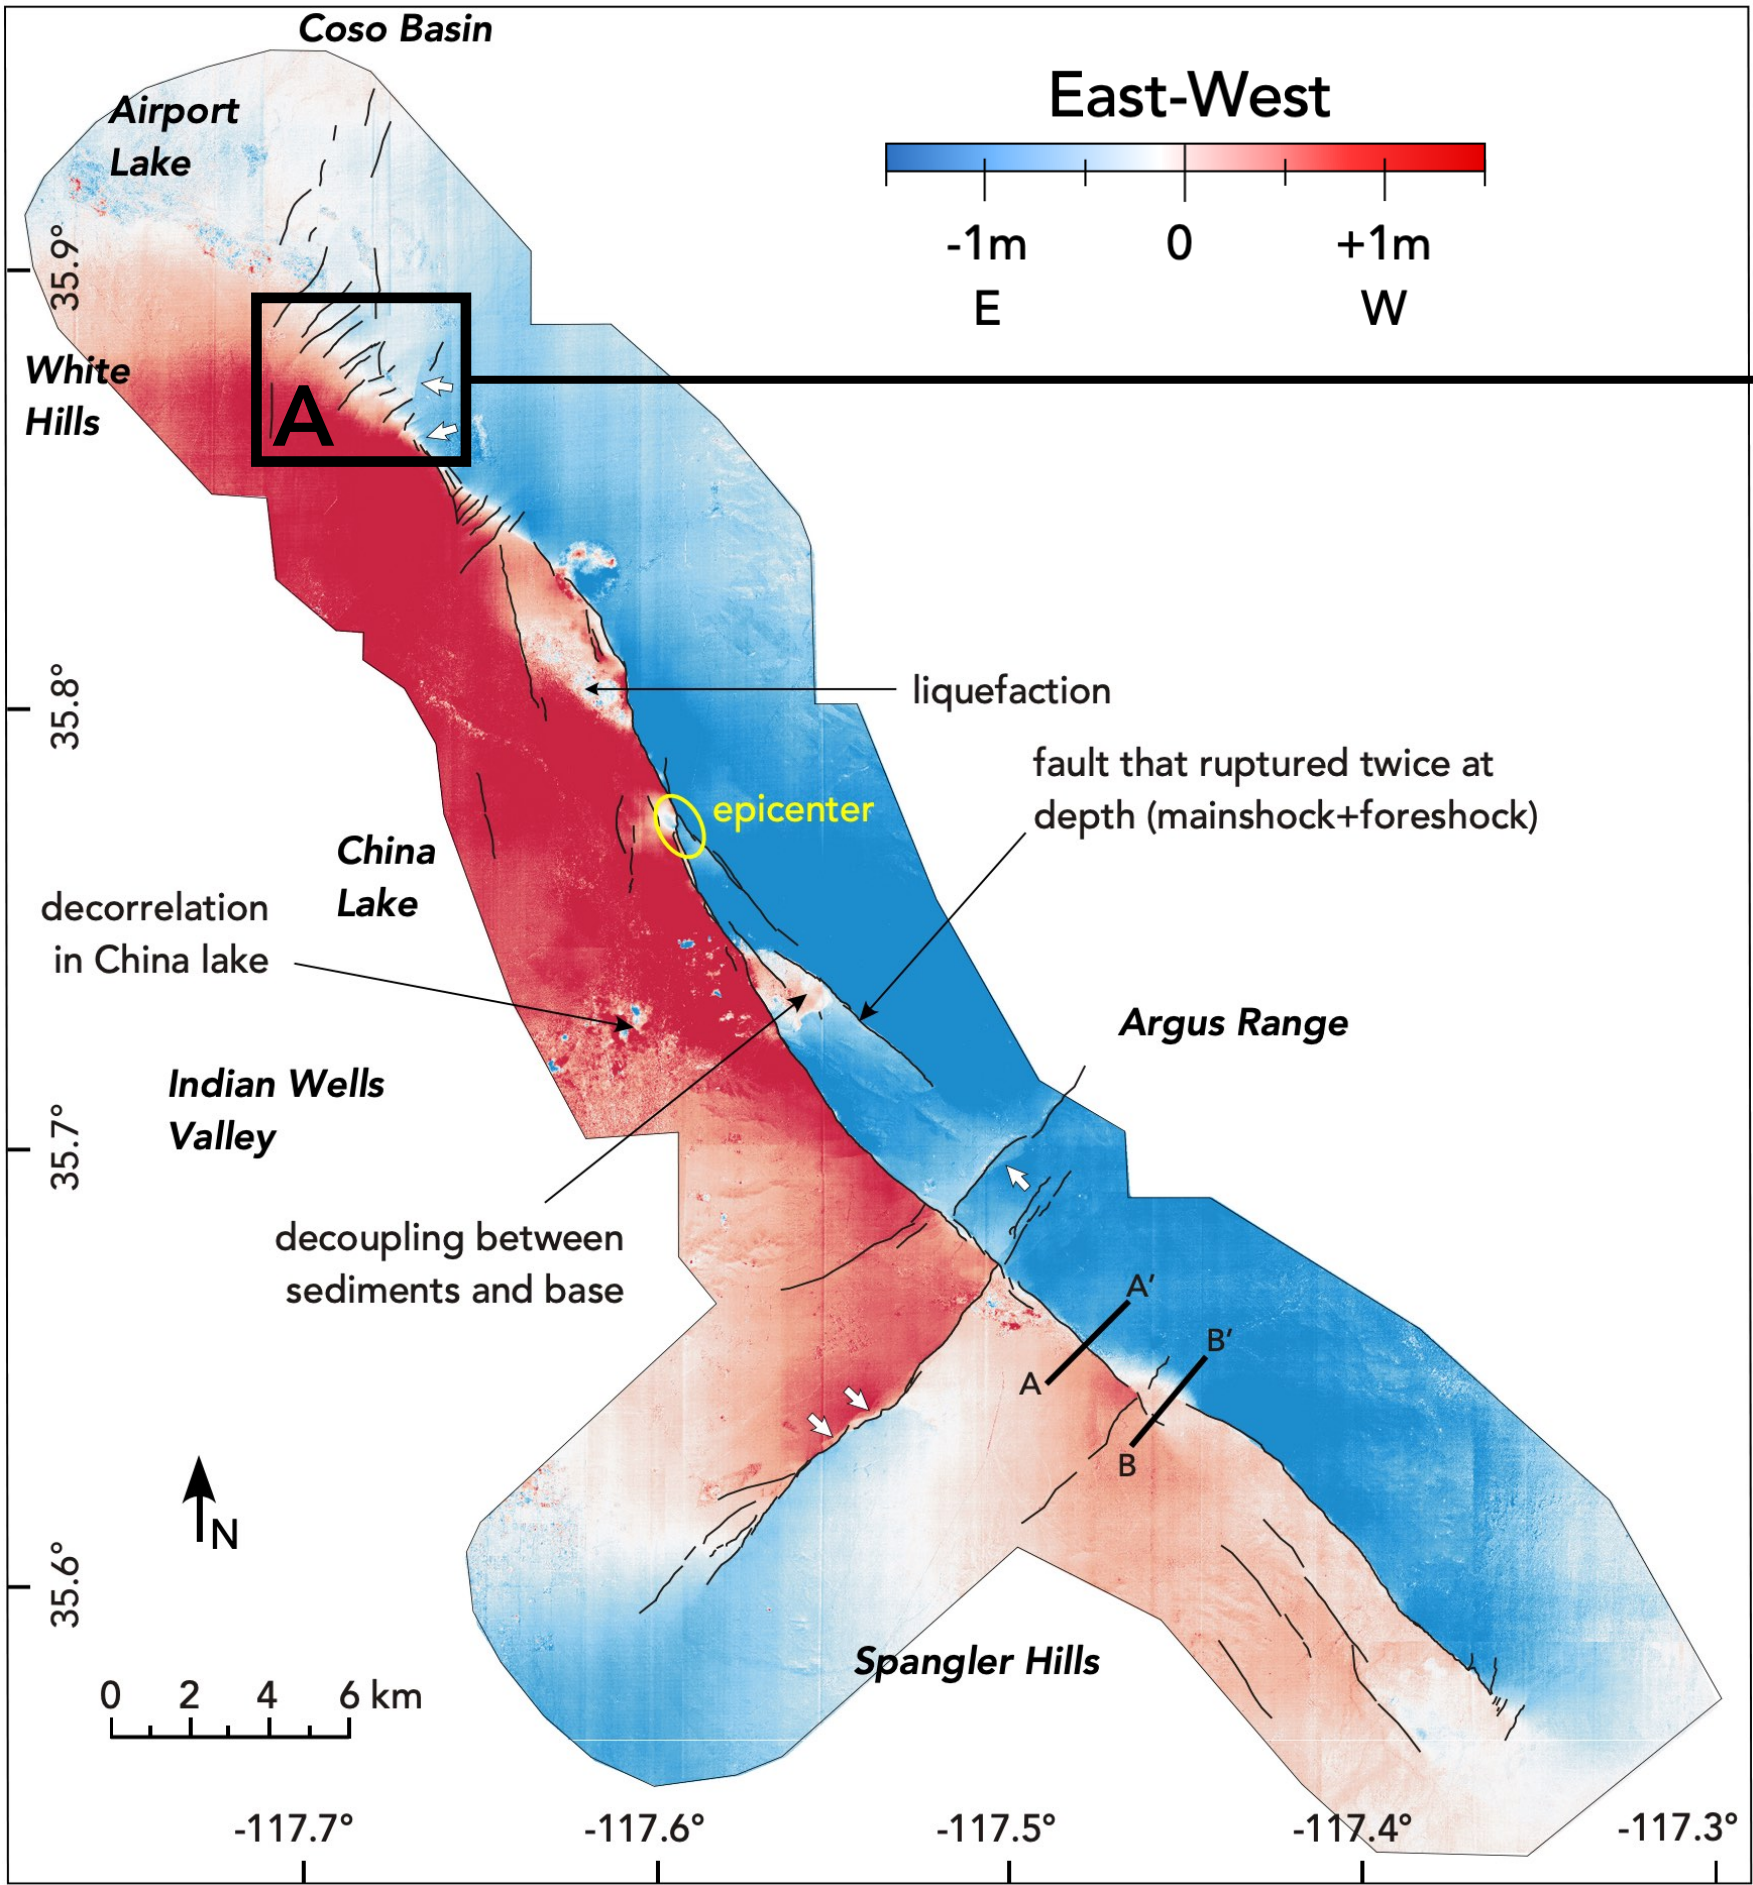 Coso Basin
East-West
Airport
Lake
-1m 0 +1m
E W
35.9°
White
Hills
A
liquefaction
35.8°
fault that ruptured twice at
depth (mainshock+foreshock)
epicenter
China
Lake
decorrelation
in China lake
Argus Range
Indian Wells
Valley
35.7°
decoupling between
sediments and base
A'
B'
A
B
N
35.6°
Spangler Hills
0 2 4 6 km
-117.7° -117.6° -117.5° -117.4° -117.3°